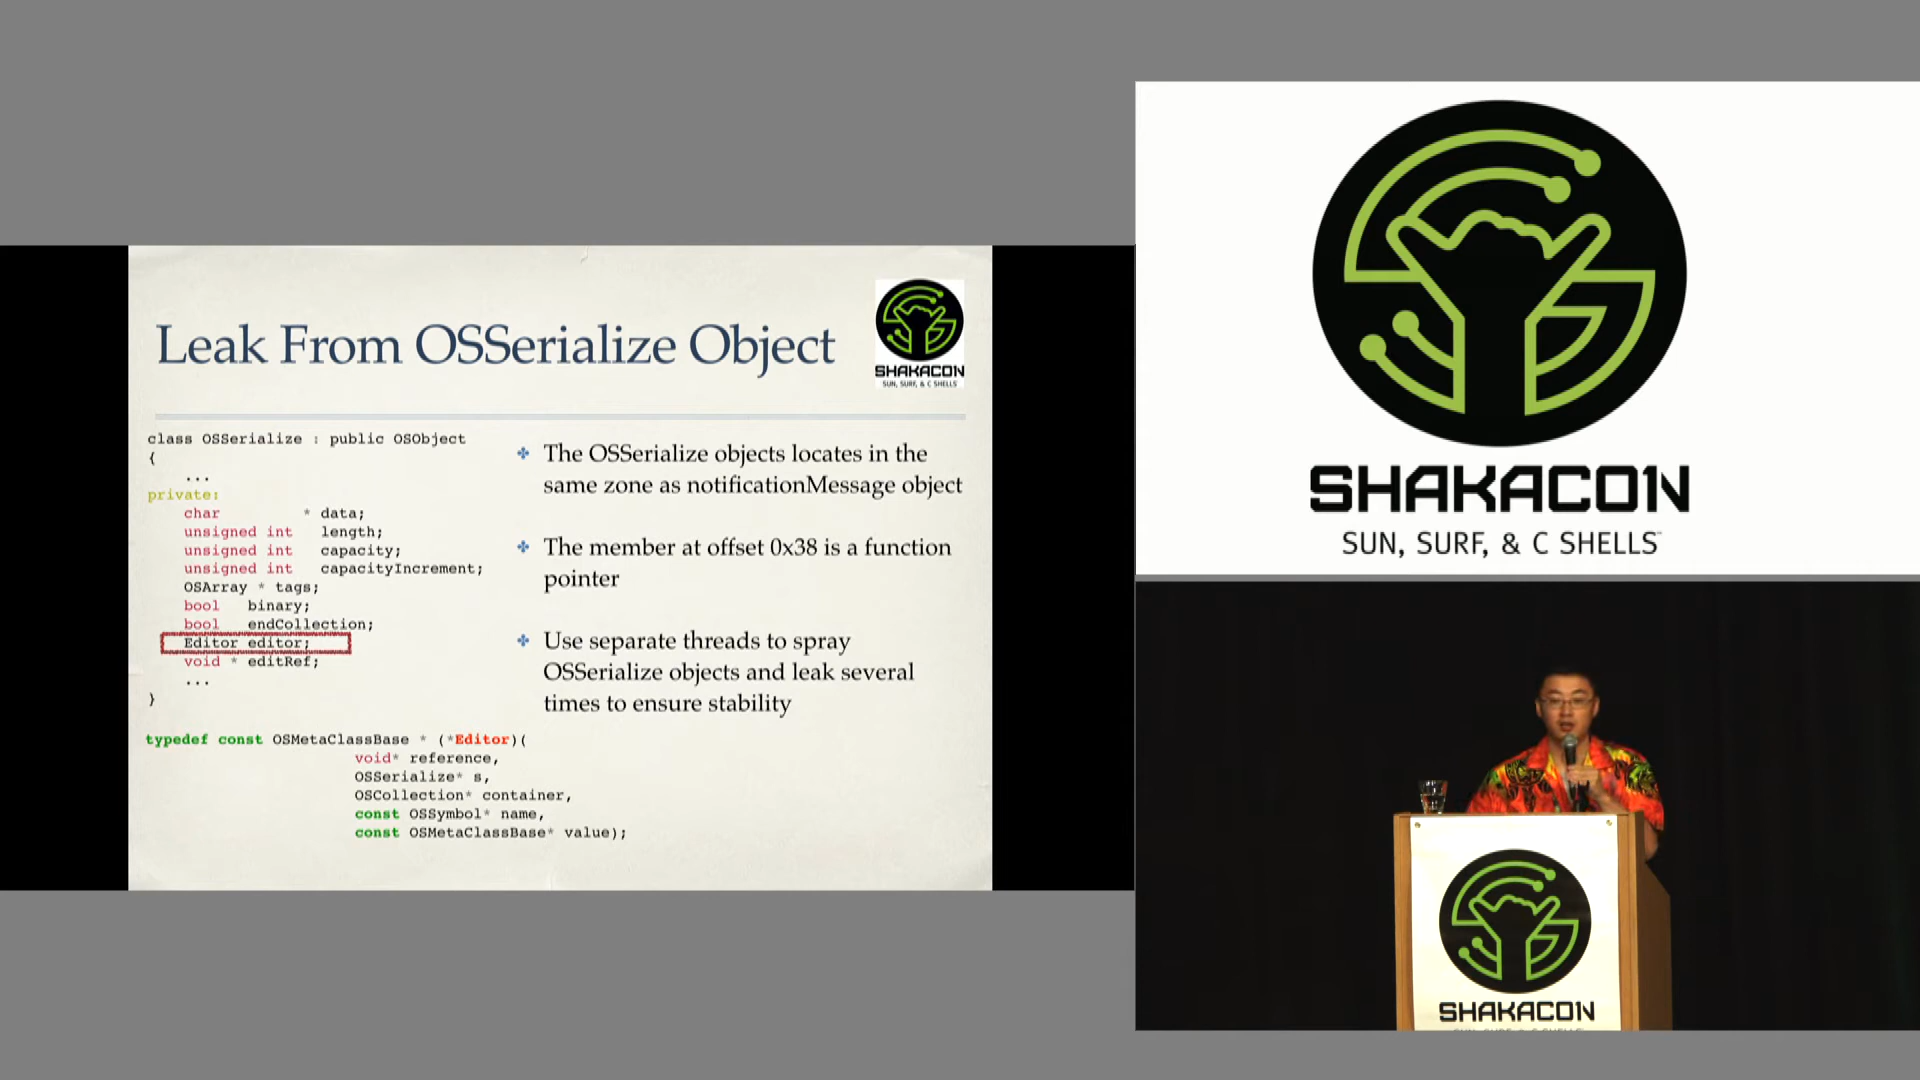 Leak From OSSerialize Object
SHAKACON
SUN, SURF, & C SHELLS
class OSSerialize : public OSObject
{
...
private:
char * data;
unsigned int length;
unsigned int capacity;
unsigned int capacityIncrement;
OSArray * tags;
bool binary;
bool endCollection;
Editor editor;
void * editRef;
...
}
typedef const OSMetaClassBase * (*Editor)(
void* reference,
OSSerialize* s,
OSCollection* container,
const OSSymbol* name,
const OSMetaClassBase* value);
The OSSerialize objects locates in the
same zone as notificationMessage object
The member at offset 0x38 is a function
pointer
Use separate threads to spray
OSSerialize objects and leak several
times to ensure stability
SHAKACON
SUN, SURF, & C SHELLS™
SHAKACON